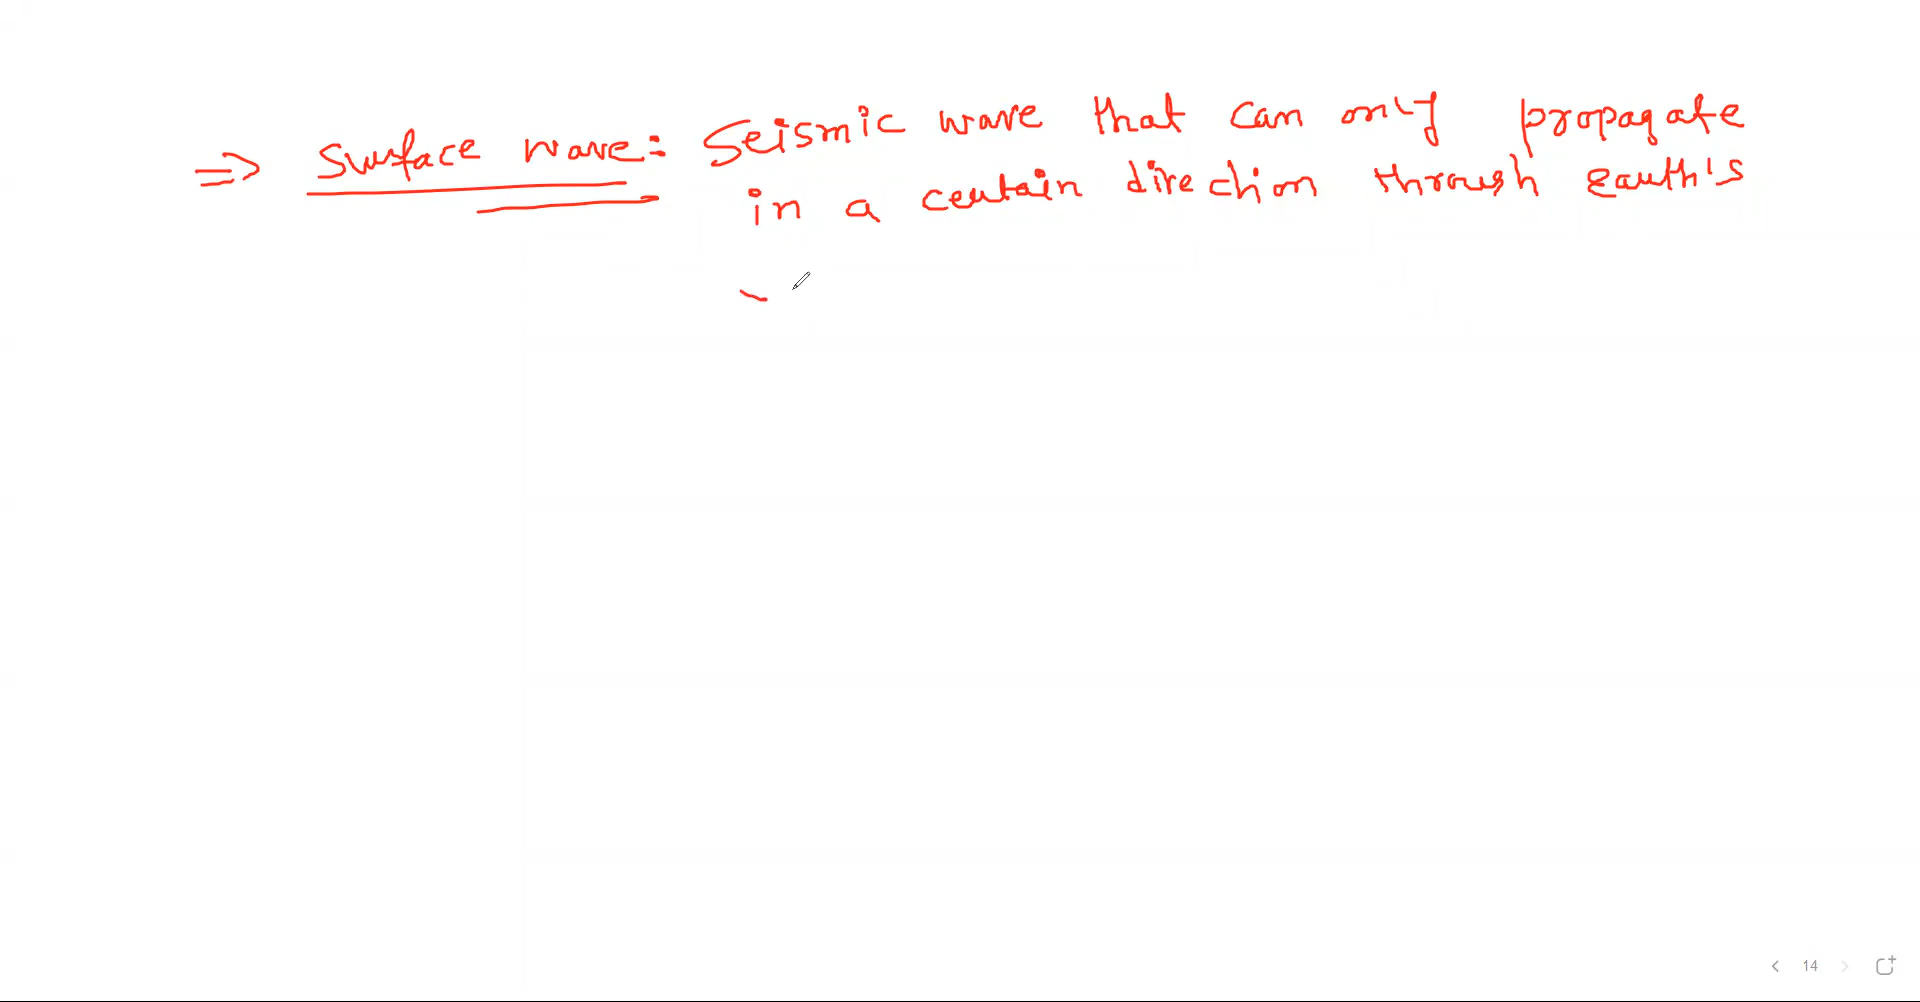 ⇒ Surface wave: Seismic wave that can only propagate
in a certain direction through Earth's
14